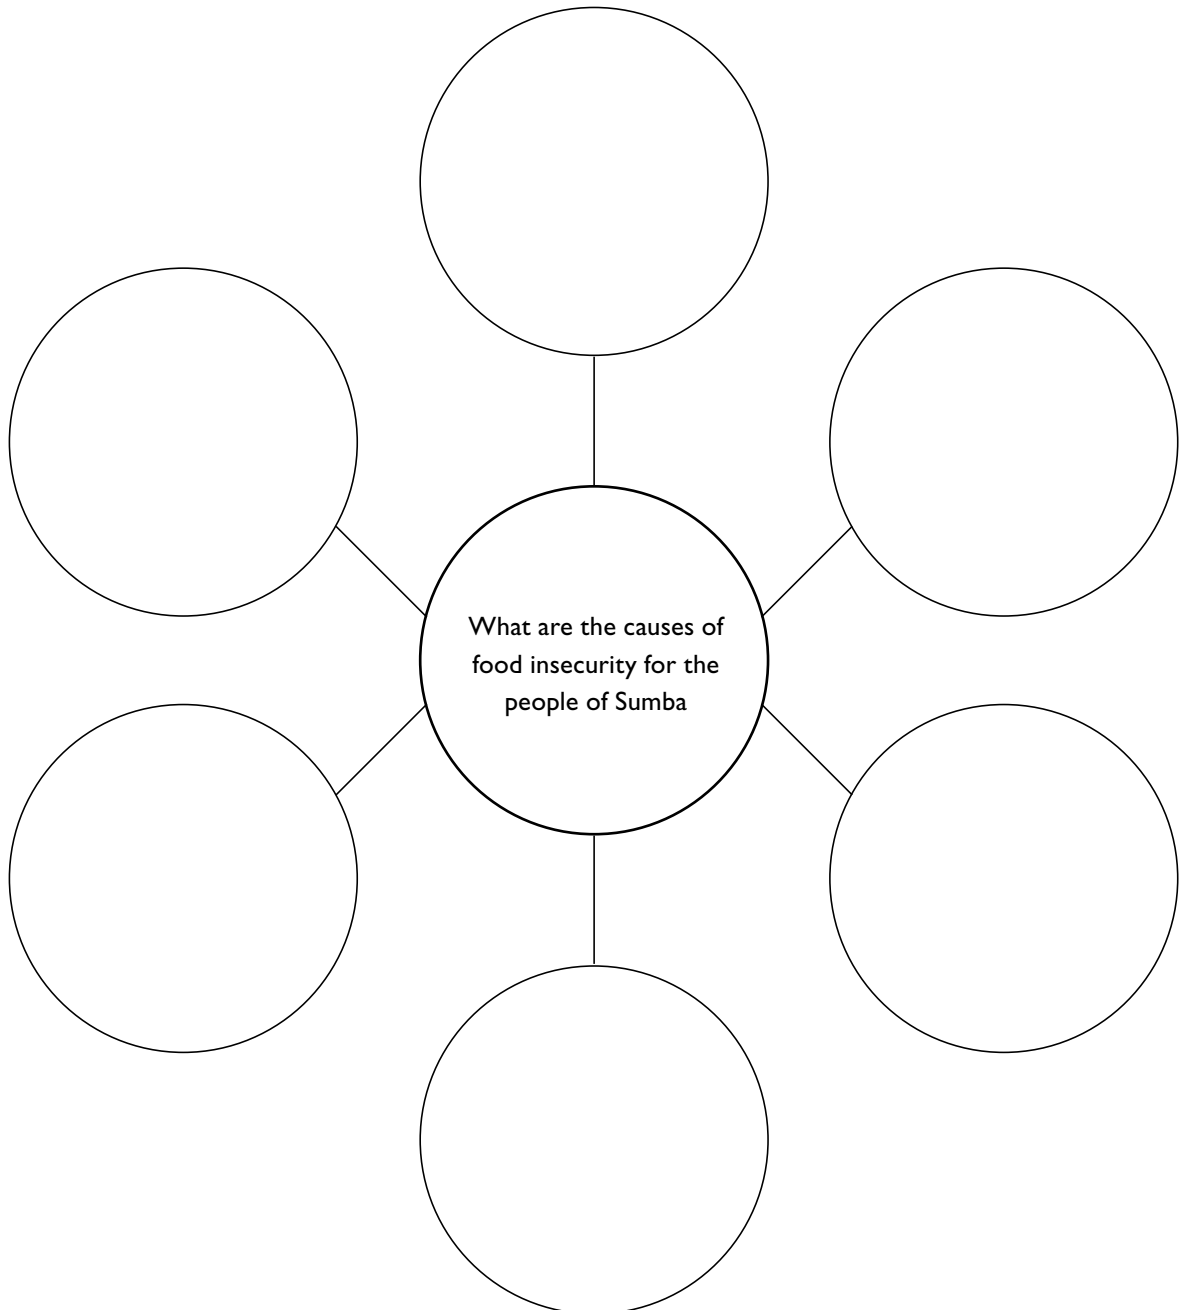 What are the causes of
food insecurity for the
people of Sumba